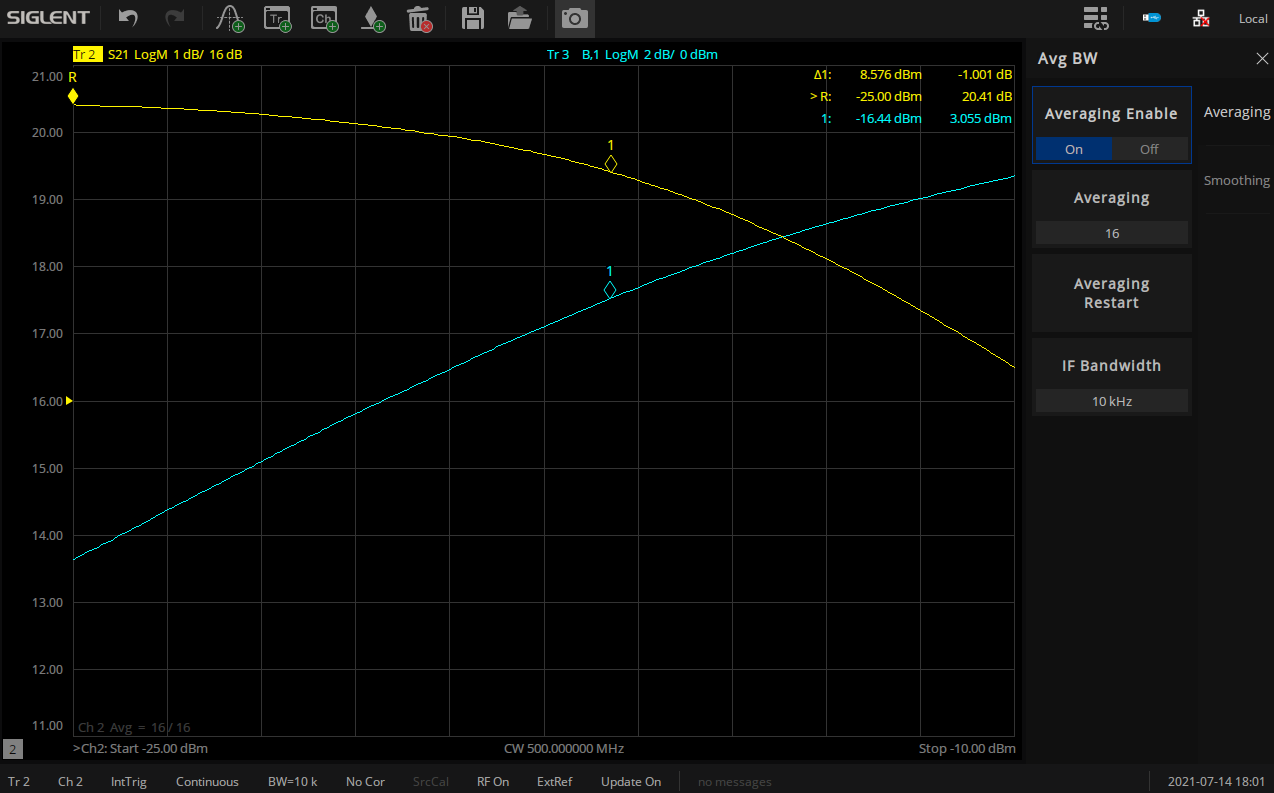 SIGLENT
Tr
Ch
Local
Tr 2 S21 LogM 1 dB/ 16 dB
Tr 3 B,1 LogM 2 dB/ 0 dBm
Avg BW
Δ1: 8.576 dBm -1.001 dB
> R: -25.00 dBm 20.41 dB
1: -16.44 dBm 3.055 dBm
R
1
1
21.00
20.00
19.00
18.00
17.00
16.00
15.00
14.00
13.00
12.00
11.00
Averaging Enable
On Off
Averaging
16
Averaging
Restart
IF Bandwidth
10 kHz
Averaging
Smoothing
Ch 2 Avg = 16 / 16
2
>Ch2: Start -25.00 dBm CW 500.000000 MHz Stop -10.00 dBm
Tr 2 Ch 2 IntTrig Continuous BW=10 k No Cor SrcCal RF On ExtRef Update On no messages 2021-07-14 18:01